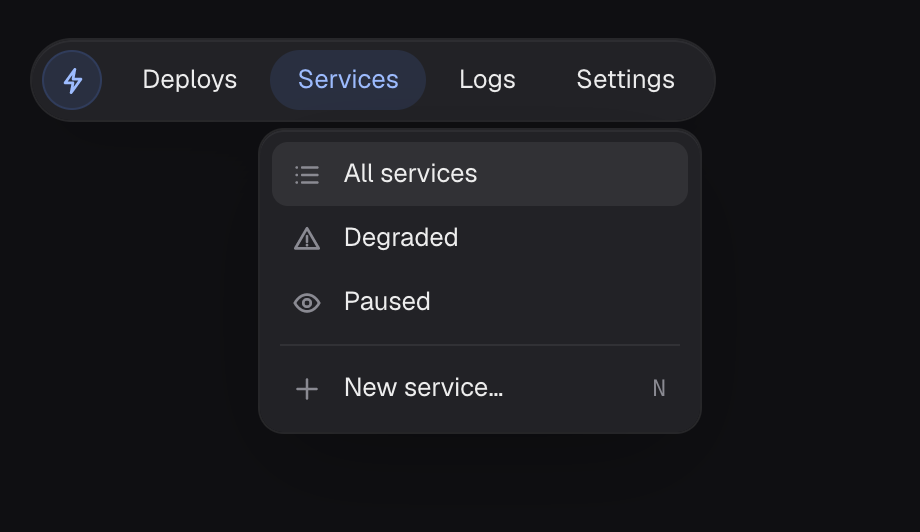 Deploys
Services
Logs
Settings
All services
Degraded
Paused
New service…
N